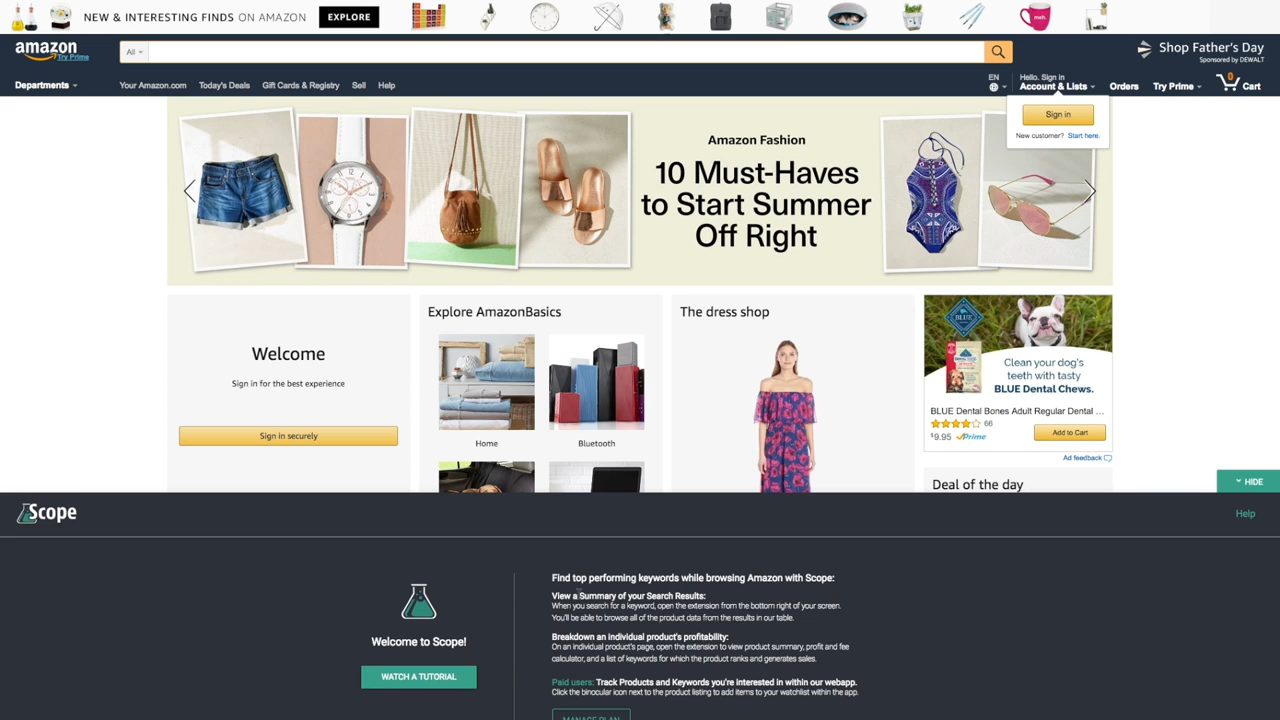 NEW & INTERESTING FINDS ON AMAZON EXPLORE
meh.
amazon
Try Prime
All
Shop Father's Day
Sponsored by DEWALT
Departments
Your Amazon.com Today's Deals Gift Cards & Registry Sell Help
EN
Hello. Sign in
Account & Lists
Orders
Try Prime
0
Cart
Sign in
New customer? Start here.
Amazon Fashion
10 Must-Haves
to Start Summer
Off Right
Welcome
Sign in for the best experience
Sign in securely
Explore AmazonBasics
Home
Bluetooth
The dress shop
BLUE
Clean your dog's
teeth with tasty
BLUE Dental Chews.
BLUE Dental Bones Adult Regular Dental ...
66
$9.95 Prime
Add to Cart
Ad feedback
Deal of the day
HIDE
Scope
Help
Welcome to Scope!
WATCH A TUTORIAL
Find top performing keywords while browsing Amazon with Scope:
View a Summary of your Search Results:
When you search for a keyword, open the extension from the bottom right of your screen.
You'll be able to browse all of the product data from the results in our table.
Breakdown an individual product's profitability:
On an individual product's page, open the extension to view product summary, profit and fee
calculator, and a list of keywords for which the product ranks and generates sales.
Paid users: Track Products and Keywords you're interested in within our webapp.
Click the binocular icon next to the product listing to add items to your watchlist within the app.
MANAGE PLAN